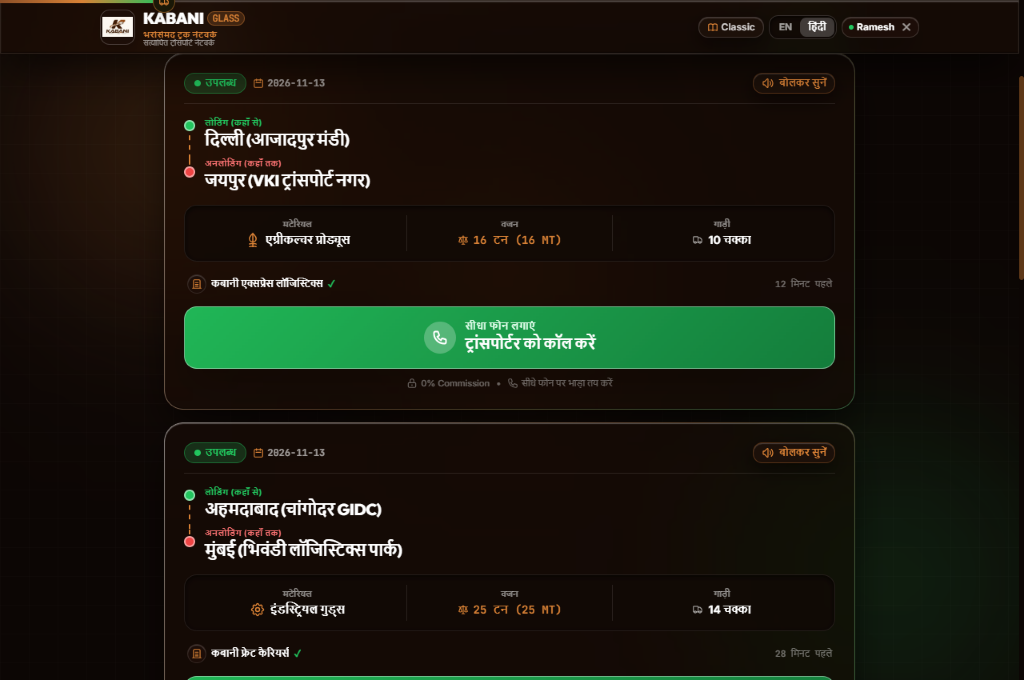 KABANI GLASS
भरोसेमंद ट्रक नेटवर्क
सत्यापित ट्रांसपोर्ट नेटवर्क
KABANI
Classic
EN हिंदी
Ramesh
उपलब्ध 2026-11-13 बोलकर सुनें
लोडिंग (कहाँ से)
दिल्ली (आजादपुर मंडी)
अनलोडिंग (कहाँ तक)
जयपुर (VKI ट्रांसपोर्ट नगर)
मटेरियल वजन गाड़ी
एग्रीकल्चर प्रोड्यूस 16 टन (16 MT) 10 चक्का
कबानी एक्सप्रेस लॉजिस्टिक्स ✓ 12 मिनट पहले
सीधा फोन लगाएं
ट्रांसपोर्टर को कॉल करें
0% Commission • सीधे फोन पर भाड़ा तय करें
उपलब्ध 2026-11-13 बोलकर सुनें
लोडिंग (कहाँ से)
अहमदाबाद (चांगोदर GIDC)
अनलोडिंग (कहाँ तक)
मुंबई (भिवंडी लॉजिस्टिक्स पार्क)
मटेरियल वजन गाड़ी
इंडस्ट्रियल गुड्स 25 टन (25 MT) 14 चक्का
कबानी फ्रेट कैरियर्स ✓ 28 मिनट पहले